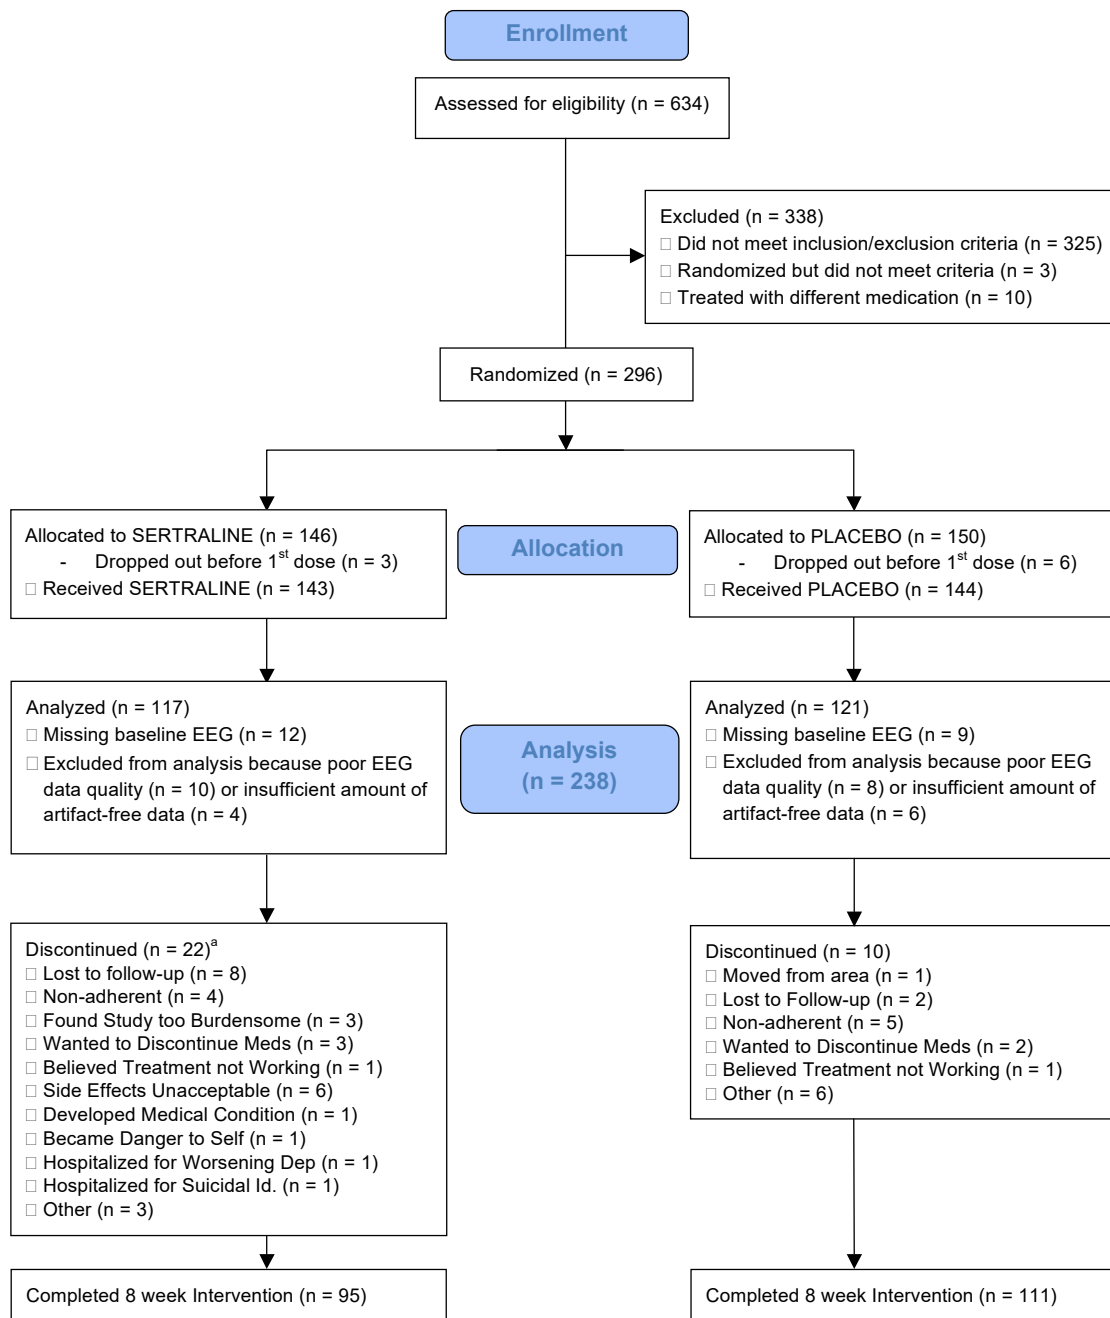 Enrollment
Assessed for eligibility (n = 634)
Excluded (n = 338)
□ Did not meet inclusion/exclusion criteria (n = 325)
□ Randomized but did not meet criteria (n = 3)
□ Treated with different medication (n = 10)
Randomized (n = 296)
Allocated to SERTRALINE (n = 146)
- Dropped out before 1st dose (n = 3)
□ Received SERTRALINE (n = 143)
Allocation
Allocated to PLACEBO (n = 150)
- Dropped out before 1st dose (n = 6)
□ Received PLACEBO (n = 144)
Analyzed (n = 117)
□ Missing baseline EEG (n = 12)
□ Excluded from analysis because poor EEG
data quality (n = 10) or insufficient amount of
artifact-free data (n = 4)
Analysis
(n = 238)
Analyzed (n = 121)
□ Missing baseline EEG (n = 9)
□ Excluded from analysis because poor EEG
data quality (n = 8) or insufficient amount of
artifact-free data (n = 6)
Discontinued (n = 22)a
□ Lost to follow-up (n = 8)
□ Non-adherent (n = 4)
□ Found Study too Burdensome (n = 3)
□ Wanted to Discontinue Meds (n = 3)
□ Believed Treatment not Working (n = 1)
□ Side Effects Unacceptable (n = 6)
□ Developed Medical Condition (n = 1)
□ Became Danger to Self (n = 1)
□ Hospitalized for Worsening Dep (n = 1)
□ Hospitalized for Suicidal Id. (n = 1)
□ Other (n = 3)
Discontinued (n = 10)
□ Moved from area (n = 1)
□ Lost to Follow-up (n = 2)
□ Non-adherent (n = 5)
□ Wanted to Discontinue Meds (n = 2)
□ Believed Treatment not Working (n = 1)
□ Other (n = 6)
Completed 8 week Intervention (n = 95)
Completed 8 week Intervention (n = 111)